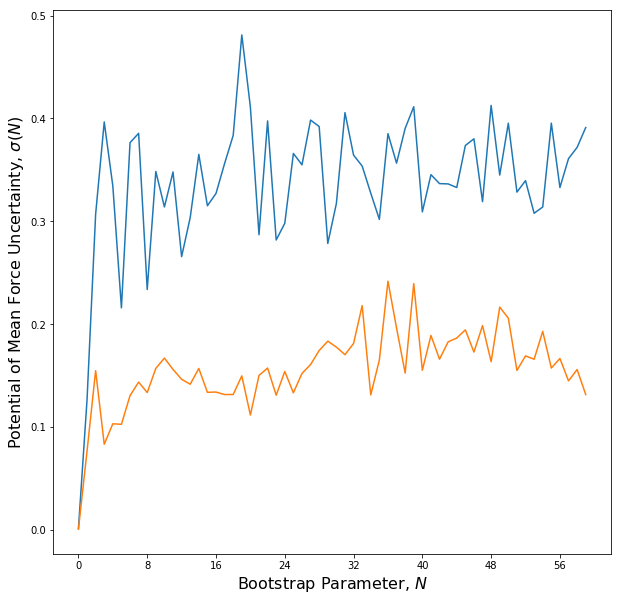 0.5
0.4
0.3
0.2
0.1
0.0
Potential of Mean Force Uncertainty, σ(N)
0 8 16 24 32 40 48 56
Bootstrap Parameter, N